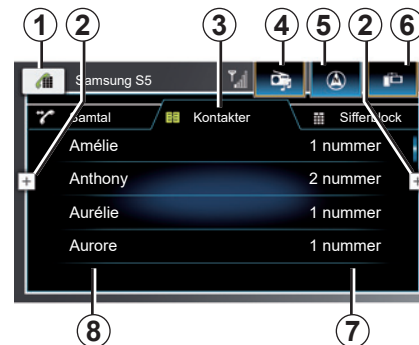 1 2 3 4 5 2 6
Samsung S5
Samtal Kontakter Sifferblock
Amélie 1 nummer
Anthony 2 nummer
Aurélie 1 nummer
Aurore 1 nummer
8 7